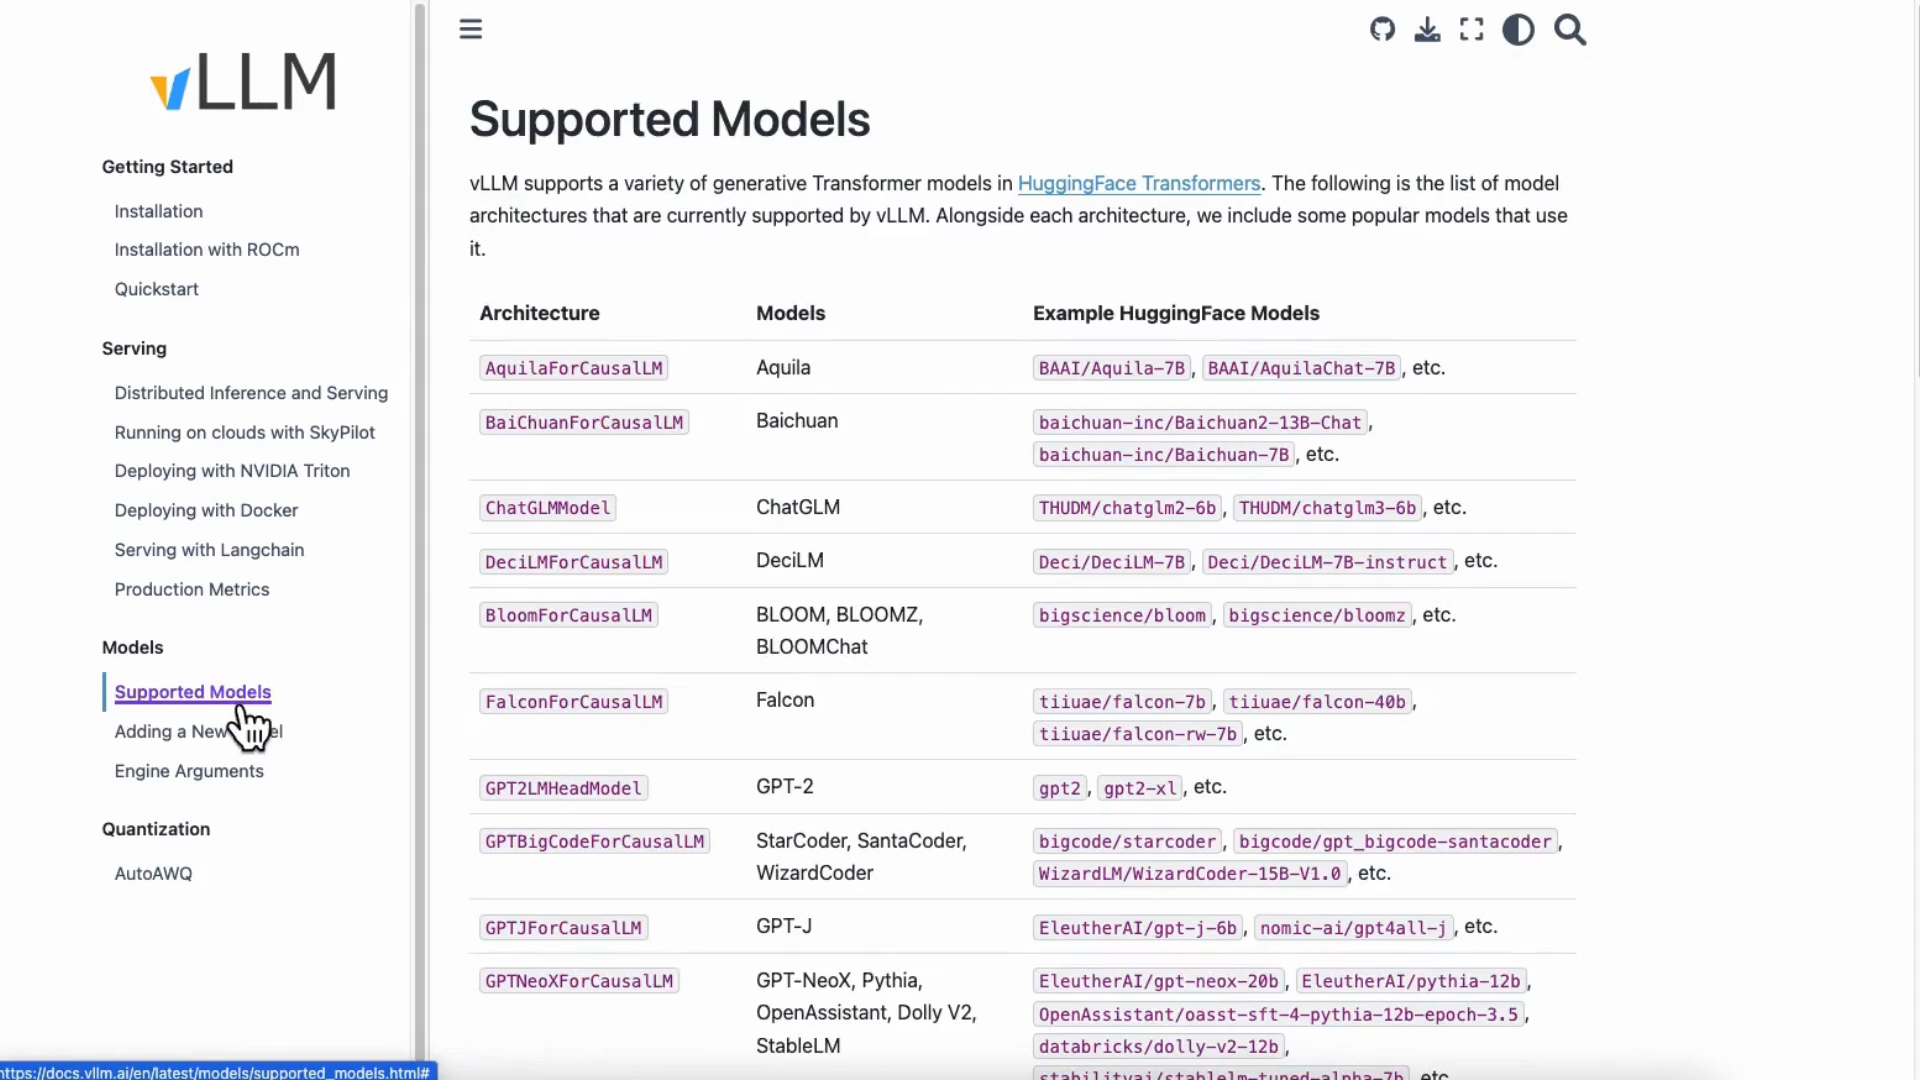 vLLM
Getting Started
Installation
Installation with ROCm
Quickstart
Serving
Distributed Inference and Serving
Running on clouds with SkyPilot
Deploying with NVIDIA Triton
Deploying with Docker
Serving with Langchain
Production Metrics
Models
Supported Models
Adding a New
Engine Arguments
Quantization
AutoAWQ
https://docs.vllm.ai/en/latest/models/supported_models.html#
Supported Models
vLLM supports a variety of generative Transformer models in HuggingFace Transformers. The following is the list of model
architectures that are currently supported by vLLM. Alongside each architecture, we include some popular models that use
it.
Architecture Models Example HuggingFace Models
AquilaForCausalLM Aquila BAAI/Aquila-7B, BAAI/AquilaChat-7B, etc.
BaiChuanForCausalLM Baichuan baichuan-inc/Baichuan2-13B-Chat,
baichuan-inc/Baichuan-7B, etc.
ChatGLMModel ChatGLM THUDM/chatglm2-6b, THUDM/chatglm3-6b, etc.
DeciLMForCausalLM DeciLM Deci/DeciLM-7B, Deci/DeciLM-7B-instruct, etc.
BloomForCausalLM BLOOM, BLOOMZ, bigscience/bloom, bigscience/bloomz, etc.
BLOOMChat
FalconForCausalLM Falcon tiiuae/falcon-7b, tiiuae/falcon-40b,
tiiuae/falcon-rw-7b, etc.
GPT2LMHeadModel GPT-2 gpt2, gpt2-xl, etc.
GPTBigCodeForCausalLM StarCoder, SantaCoder, bigcode/starcoder, bigcode/gpt_bigcode-santacoder,
WizardCoder WizardLM/WizardCoder-15B-V1.0, etc.
GPTJForCausalLM GPT-J EleutherAI/gpt-j-6b, nomic-ai/gpt4all-j, etc.
GPTNeoXForCausalLM GPT-NeoX, Pythia, EleutherAI/gpt-neox-20b, EleutherAI/pythia-12b,
OpenAssistant, Dolly V2, OpenAssistant/oasst-sft-4-pythia-12b-epoch-3.5,
StableLM databricks/dolly-v2-12b,
stabilityai/stablelm-tuned-alpha-7b, etc.